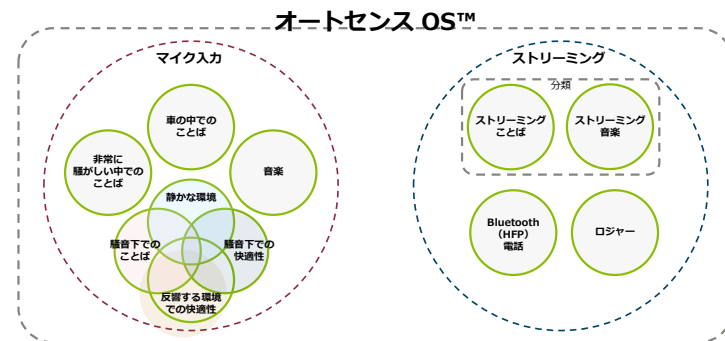 オートセンス OS™
マイク入力
車の中での
ことば
非常に
騒がしい中での
ことば
音楽
静かな環境
騒音下での
ことば
騒音下での
快適性
反響する環境
での快適性
ストリーミング
分類
ストリーミング
ことば
ストリーミング
音楽
Bluetooth
（HFP）
電話
ロジャー